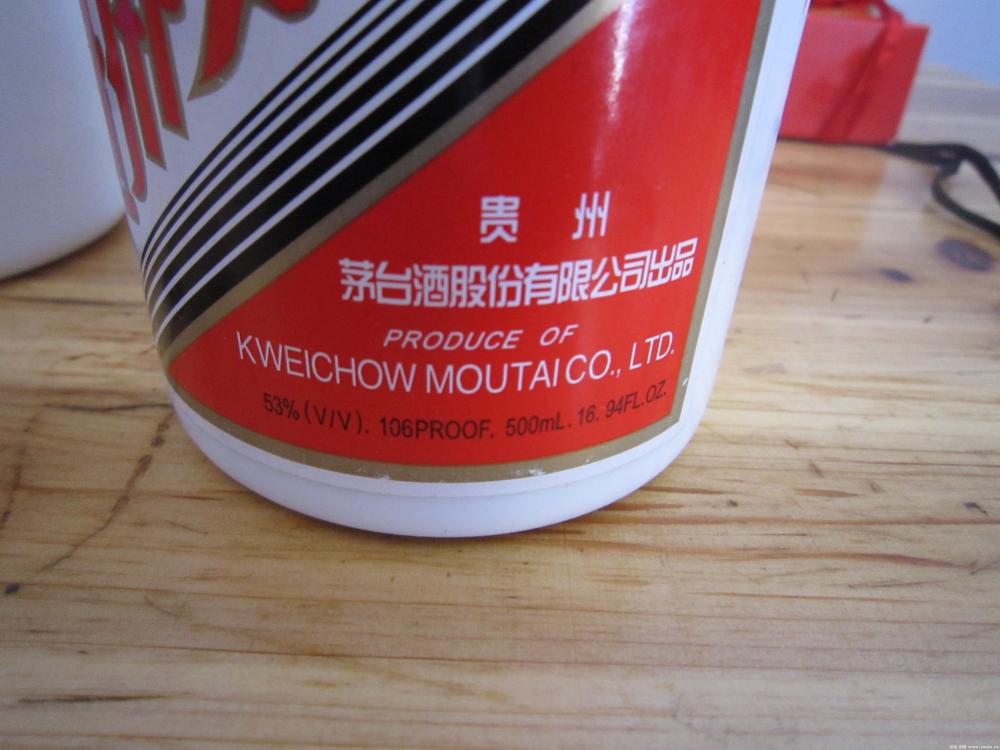 贵 州
茅台酒股份有限公司出品
PRODUCE OF
KWEICHOW MOUTAI CO., LTD.
53% (V/V). 106PROOF. 500mL. 16. 94FL.OZ.